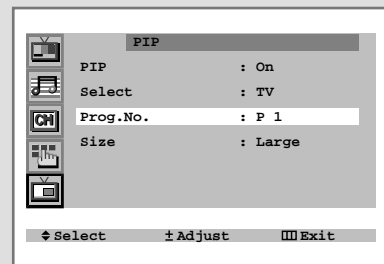 PIP
PIP : On
Select : TV
CH
Prog.No. : P 1
Size : Large
Select ± Adjust Exit